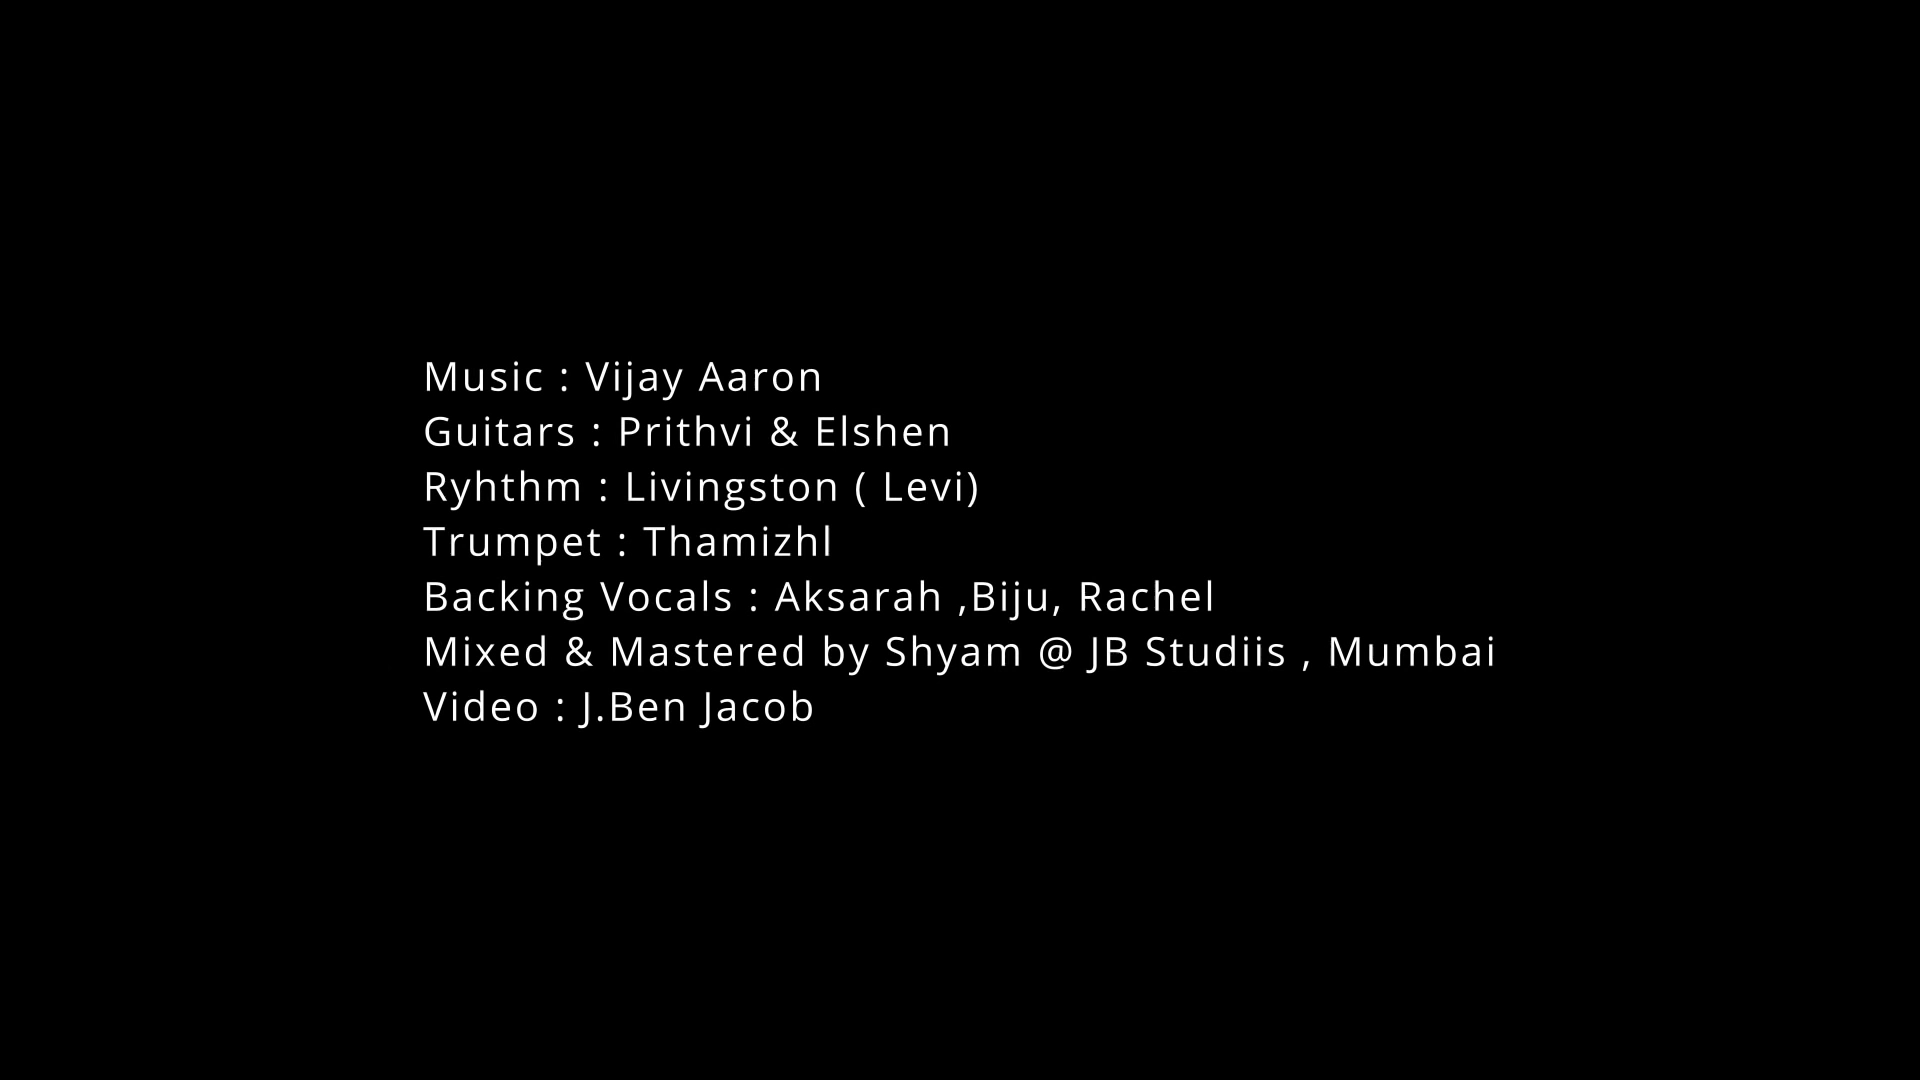 Music : Vijay Aaron
Guitars : Prithvi & Elshen
Ryhthm : Livingston ( Levi)
Trumpet : Thamizhl
Backing Vocals : Aksarah ,Biju, Rachel
Mixed & Mastered by Shyam @ JB Studiis , Mumbai
Video : J.Ben Jacob